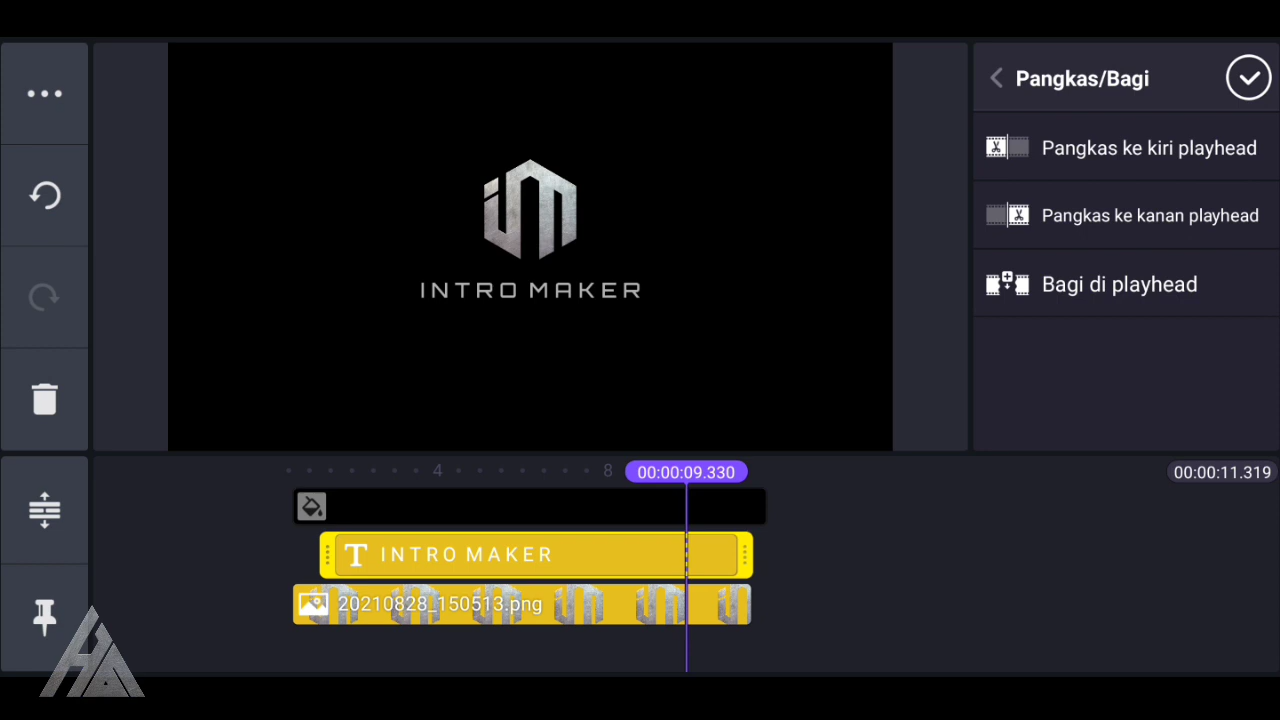 Pangkas/Bagi
Pangkas ke kiri playhead
Pangkas ke kanan playhead
Bagi di playhead
INTRO MAKER
4
8
00:00:09.330
00:00:11.319
T INTRO MAKER
20210828_150513.png